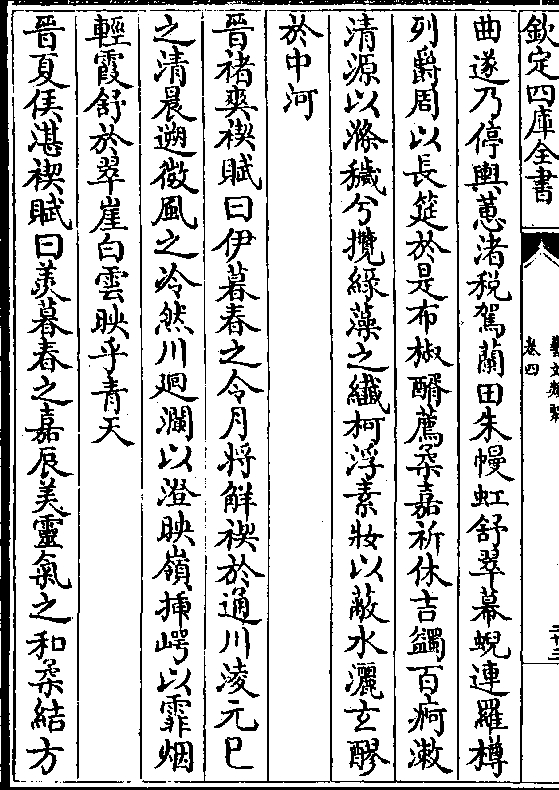 欽定四庫全書
藝文類聚
卷四
曲遂乃停輿蕙渚税駕蘭田朱幔虹舒翠幕蜺連羅樽
列爵周以長筵於是布椒醑薦柔嘉祈休吉蠲百痾漱
清源以滌穢兮攬綠藻之纖柯浮素妝以蔽水灑玄醪
於中河
晉禇爽禊賦曰伊暮春之令月將解禊於通川淩元巳
之清晨遡微風之泠然川迴瀾以澄映嶺插崿以霏烟
輕霞舒於翠崖白雲映乎青天
晉夏侯湛禊賦曰羨暮春之嘉辰美靈氣之和柔結方